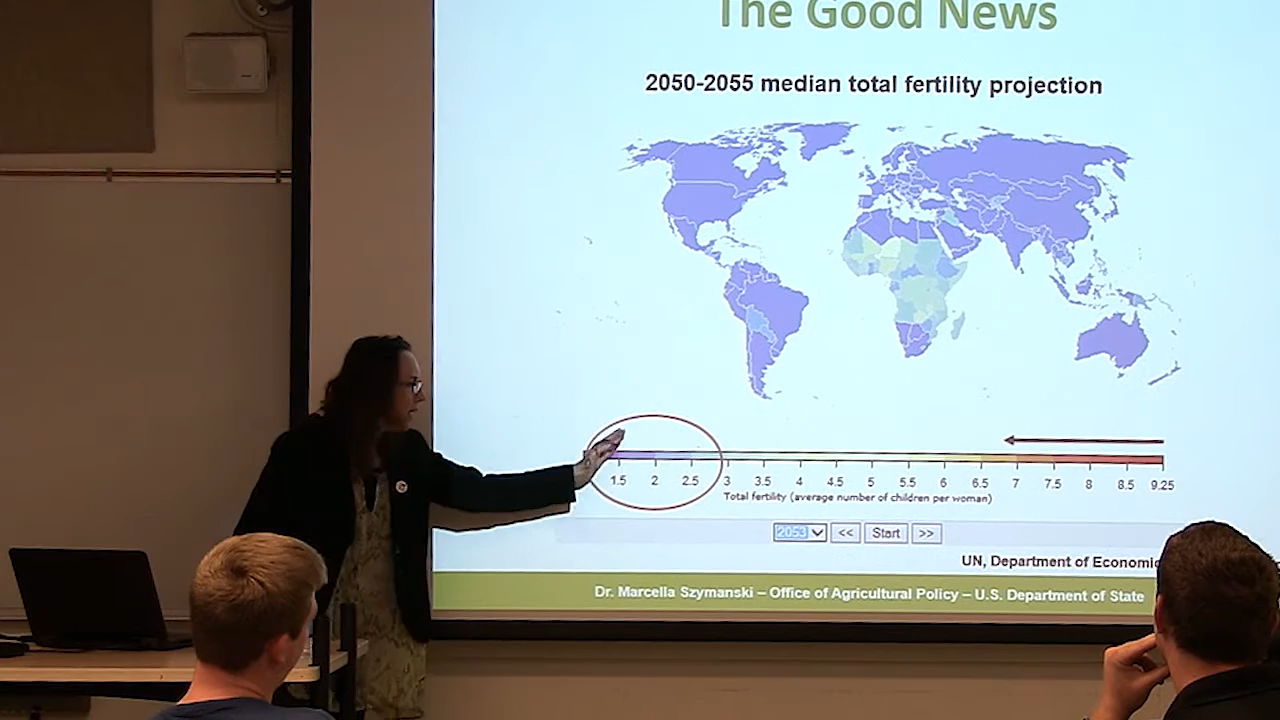 The Good News
2050-2055 median total fertility projection
1.5 2 2.5 3 3.5 4 4.5 5 5.5 6 6.5 7 7.5 8 8.5 9.25
Total fertility (average number of children per woman)
2053 << Start >>
UN, Department of Economic
Dr. Marcella Szymanski – Office of Agricultural Policy – U.S. Department of State